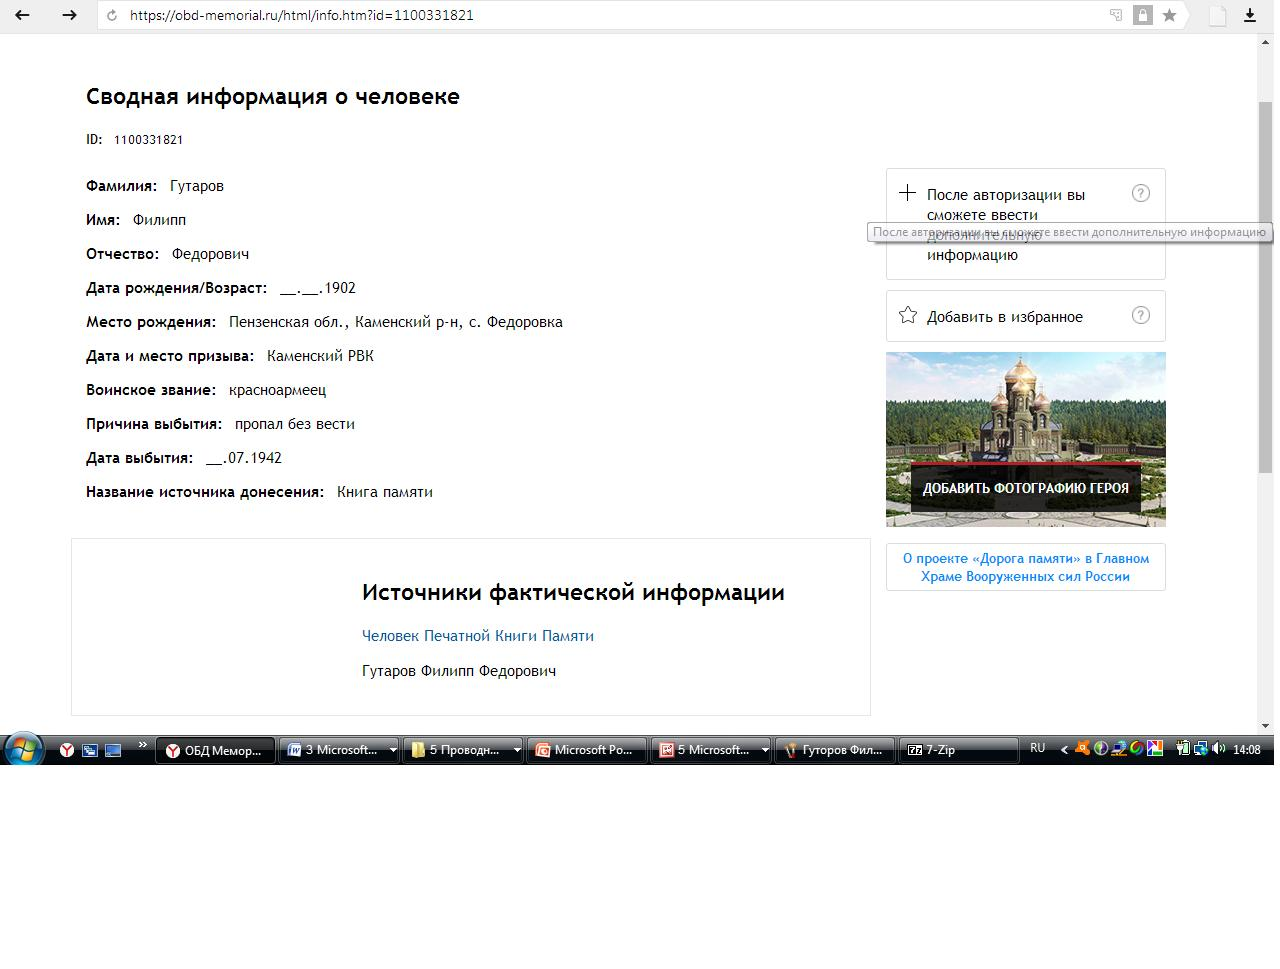 https://obd-memorial.ru/html/info.htm?id=1100331821
Сводная информация о человеке
ID: 1100331821
Фамилия: Гутаров
Имя: Филипп
Отчество: Федорович
Дата рождения/Возраст: __.__.1902
Место рождения: Пензенская обл., Каменский р-н, с. Федоровка
Дата и место призыва: Каменский РВК
Воинское звание: красноармеец
Причина выбытия: пропал без вести
Дата выбытия: __.07.1942
Название источника донесения: Книга памяти
После авторизации вы
сможете ввести
дополнительную
информацию
?
После авторизации вы сможете ввести дополнительную информацию
Добавить в избранное
?
ДОБАВИТЬ ФОТОГРАФИЮ ГЕРОЯ
О проекте «Дорога памяти» в Главном
Храме Вооруженных сил России
Источники фактической информации
Человек Печатной Книги Памяти
Гутаров Филипп Федорович
ОБД Мемор... 3 Microsoft... 5 Проводн... Microsoft Po... 5 Microsoft... Гуторов Фил... 7-Zip RU 14:08